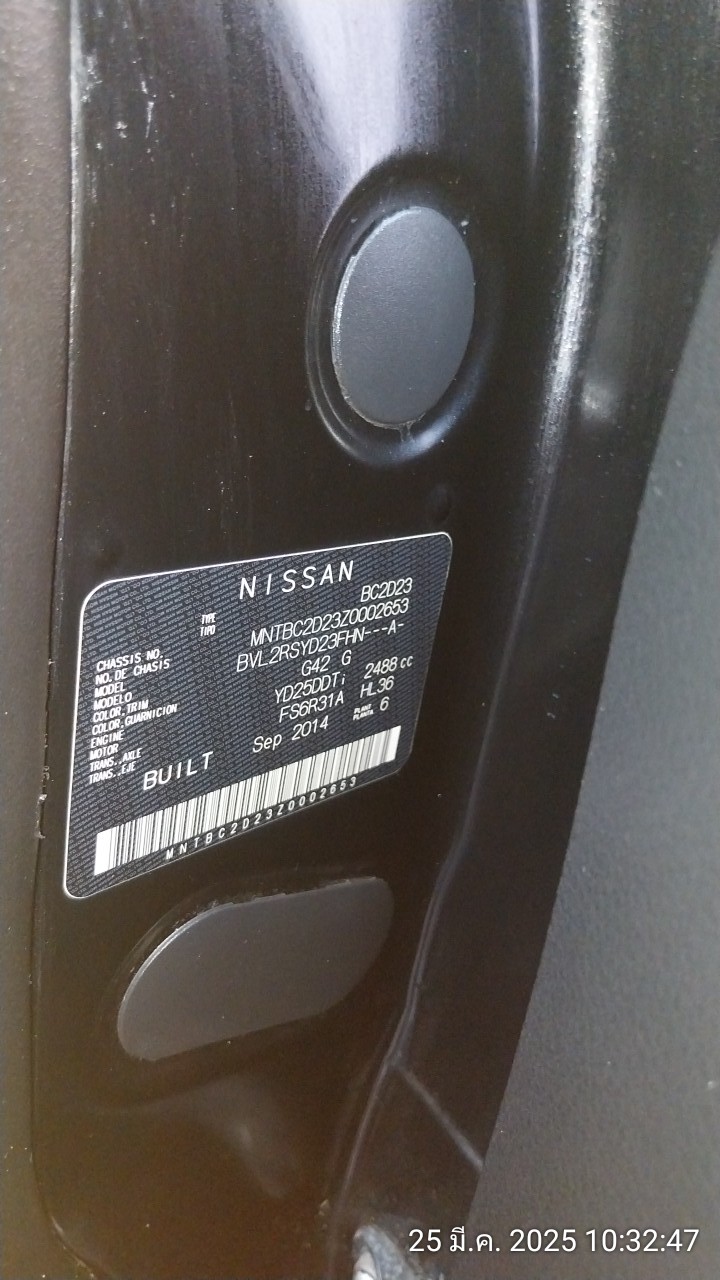 NISSAN
TYPE BC2D23
TIPO
CHASSIS NO. MNTBC2D23Z0002653
NO. DE CHASIS
MODEL BVL2RSYD23FHN---A-
MODELO
COLOR,TRIM G42 G
COLOR,GUARNICION
ENGINE YD25DDTi 2488 cc
MOTOR
TRANS.,AXLE FS6R31A HL36
TRANS.,EJE
PLANT 6
PLANTA
BUILT Sep 2014
MNTBC2D23Z0002653
25 มี.ค. 2025 10:32:47